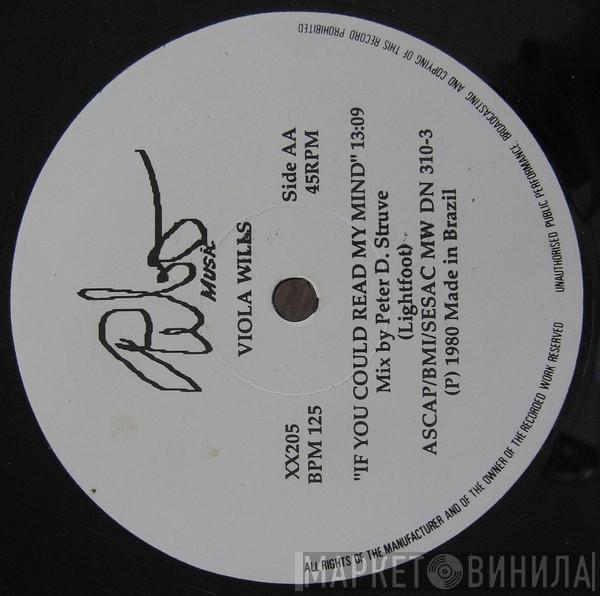 MUSIC
VIOLA WILLS
XX205
BPM 125
Side AA
45RPM
"IF YOU COULD READ MY MIND" 13:09
Mix by Peter D. Struve
(Lightfoot)
ASCAP/BMI/SESAC MW DN 310-3
(P) 1980 Made in Brazil
ALL RIGHTS OF THE MANUFACTURER AND OF THE OWNER OF THE RECORDED WORK RESERVED
UNAUTHORISED PUBLIC PERFORMANCE, BROADCASTING AND COPYING OF THIS RECORD PROHIBITED
МАРКЕТ ВИНИЛА